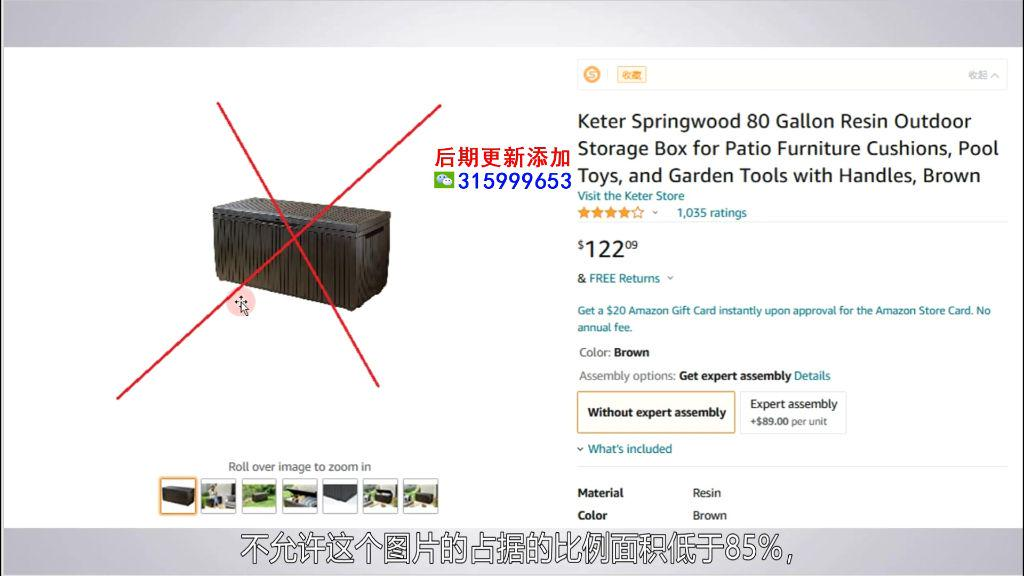 收藏
收起
Keter Springwood 80 Gallon Resin Outdoor
Storage Box for Patio Furniture Cushions, Pool
Toys, and Garden Tools with Handles, Brown
Visit the Keter Store
1,035 ratings
$12209
& FREE Returns
Get a $20 Amazon Gift Card instantly upon approval for the Amazon Store Card. No
annual fee.
Color: Brown
Assembly options: Get expert assembly Details
Without expert assembly
Expert assembly
+$89.00 per unit
What's included
Material Resin
Color Brown
后期更新添加
315999653
Roll over image to zoom in
不允许这个图片的占据的比例面积低于85%,